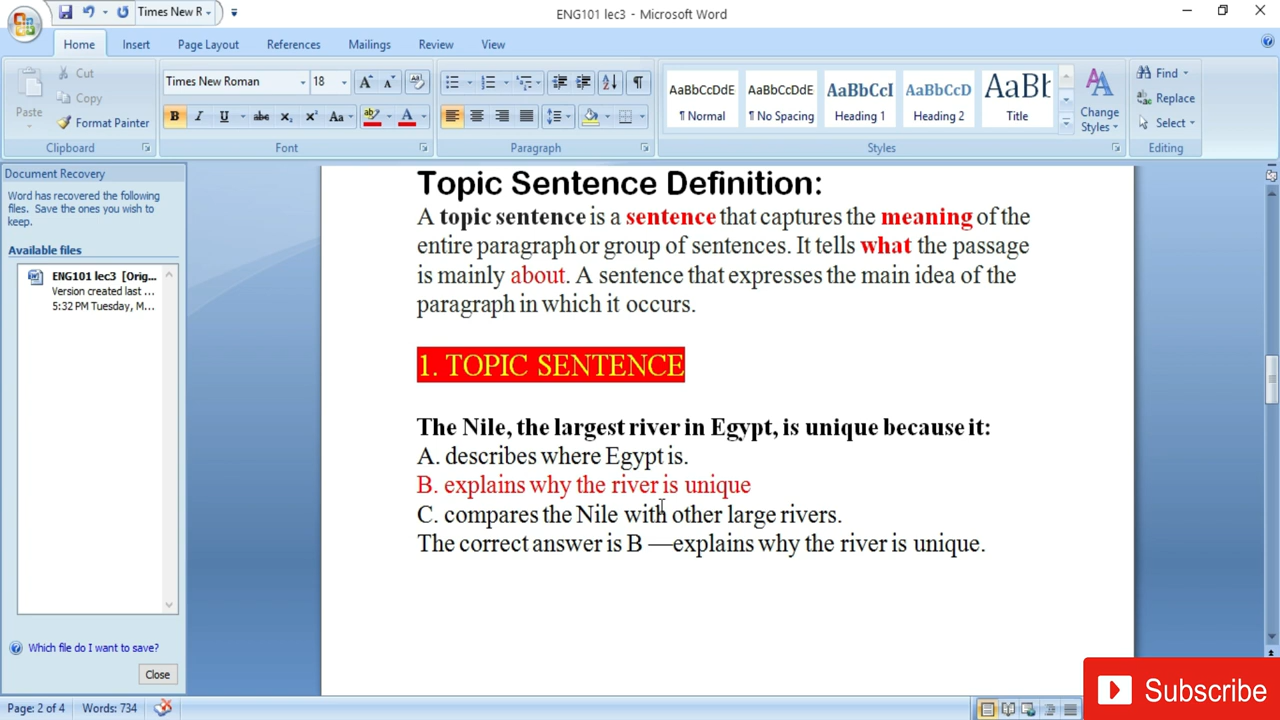 Times New R
ENG101 lec3 - Microsoft Word
Home Insert Page Layout References Mailings Review View
Paste
Cut
Copy
Format Painter
Clipboard
Times New Roman 18
B I U abc X₂ X² Aa
Font
Paragraph
AaBbCcDdE AaBbCcDdE AaBbCcI AaBbCcD AaBb
¶ Normal ¶ No Spacing Heading 1 Heading 2 Title
Change
Styles
Styles
Find
Replace
Select
Editing
Document Recovery
Word has recovered the following
files. Save the ones you wish to
keep.
Available files
ENG101 lec3 [Orig...
Version created last ...
5:32 PM Tuesday, M...
Which file do I want to save?
Close
Topic Sentence Definition:
A topic sentence is a sentence that captures the meaning of the
entire paragraph or group of sentences. It tells what the passage
is mainly about. A sentence that expresses the main idea of the
paragraph in which it occurs.
1. TOPIC SENTENCE
The Nile, the largest river in Egypt, is unique because it:
A. describes where Egypt is.
B. explains why the river is unique
C. compares the Nile with other large rivers.
The correct answer is B —explains why the river is unique.
Page: 2 of 4 Words: 734
Subscribe